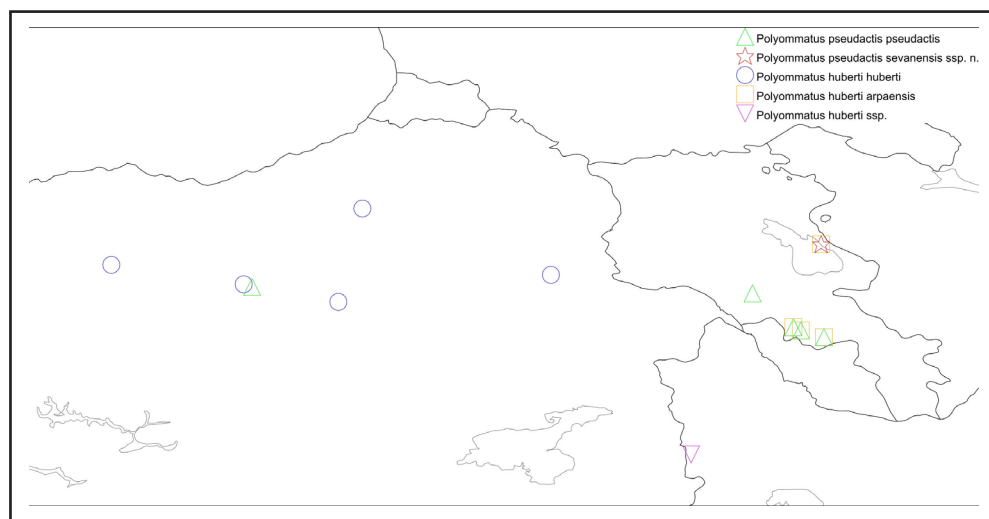 Polyommatus pseudactis pseudactis
Polyommatus pseudactis sevanensis ssp. n.
Polyommatus huberti huberti
Polyommatus huberti arpaensis
Polyommatus huberti ssp.